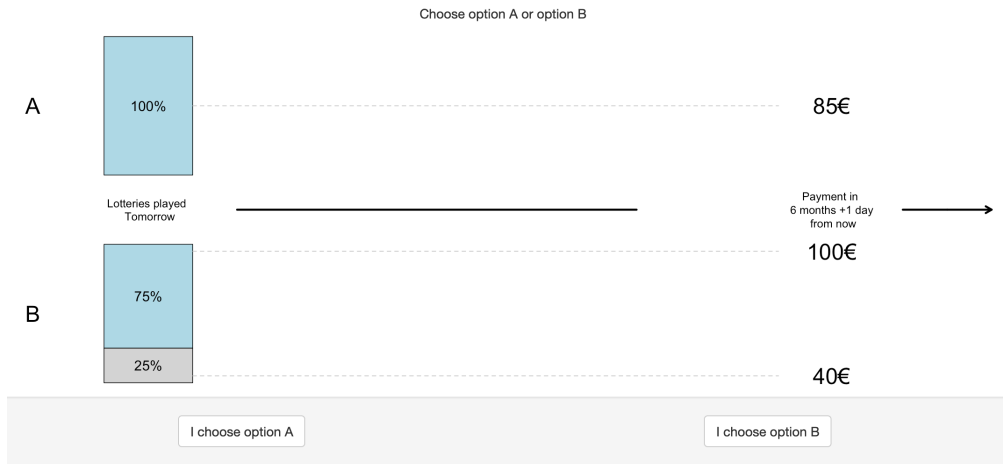 Choose option A or option B
A
100%
85€
Lotteries played
Tomorrow
Payment in
6 months +1 day
from now
100€
75%
B
25%
40€
I choose option A
I choose option B